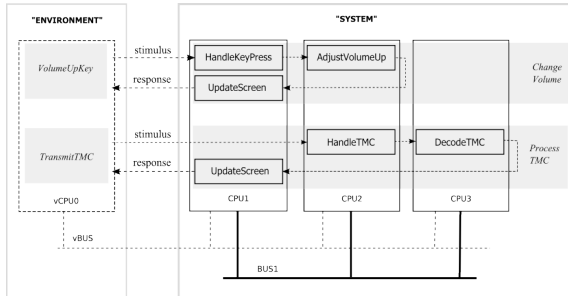 "ENVIRONMENT"
"SYSTEM"
VolumeUpKey
stimulus
HandleKeyPress
AdjustVolumeUp
Change
Volume
response
UpdateScreen
TransmitTMC
stimulus
HandleTMC
DecodeTMC
Process
TMC
response
UpdateScreen
vCPU0
CPU1
CPU2
CPU3
vBUS
BUS1